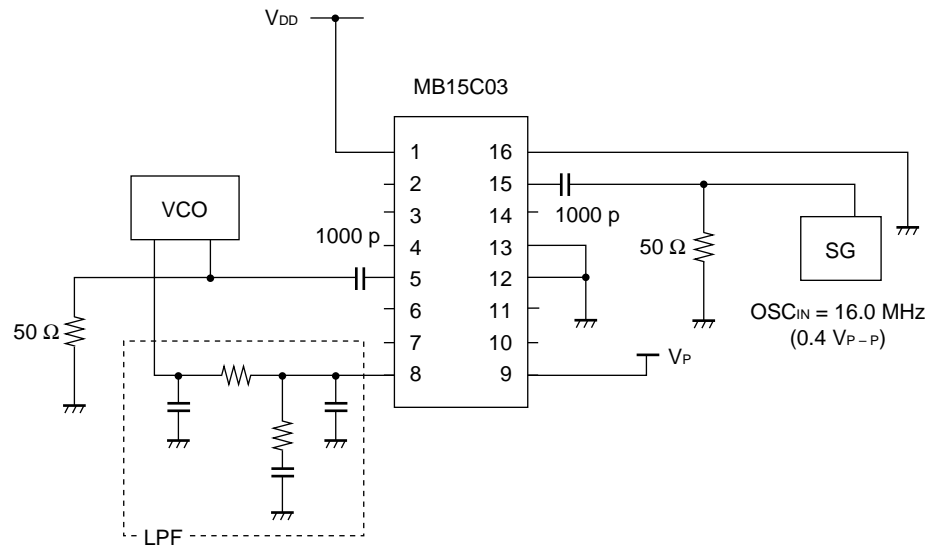 VDD
MB15C03
1 16
2 15
3 14
4 13
5 12
6 11
7 10
8 9
VCO
1000 p
1000 p
50 Ω
SG
50 Ω
OSCIN = 16.0 MHz
(0.4 VP – P)
VP
LPF